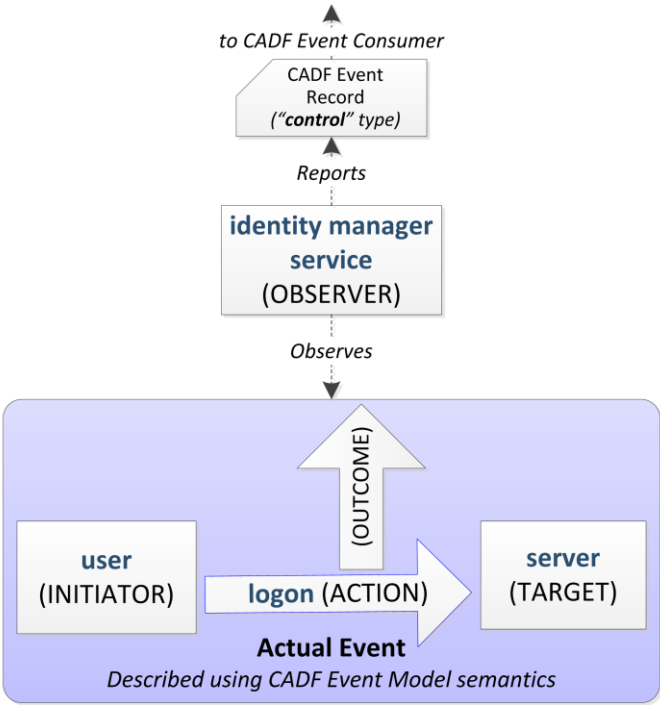 to CADF Event Consumer
CADF Event
Record
(“control” type)
Reports
identity manager
service
(OBSERVER)
Observes
(OUTCOME)
user
(INITIATOR)
logon (ACTION)
server
(TARGET)
Actual Event
Described using CADF Event Model semantics